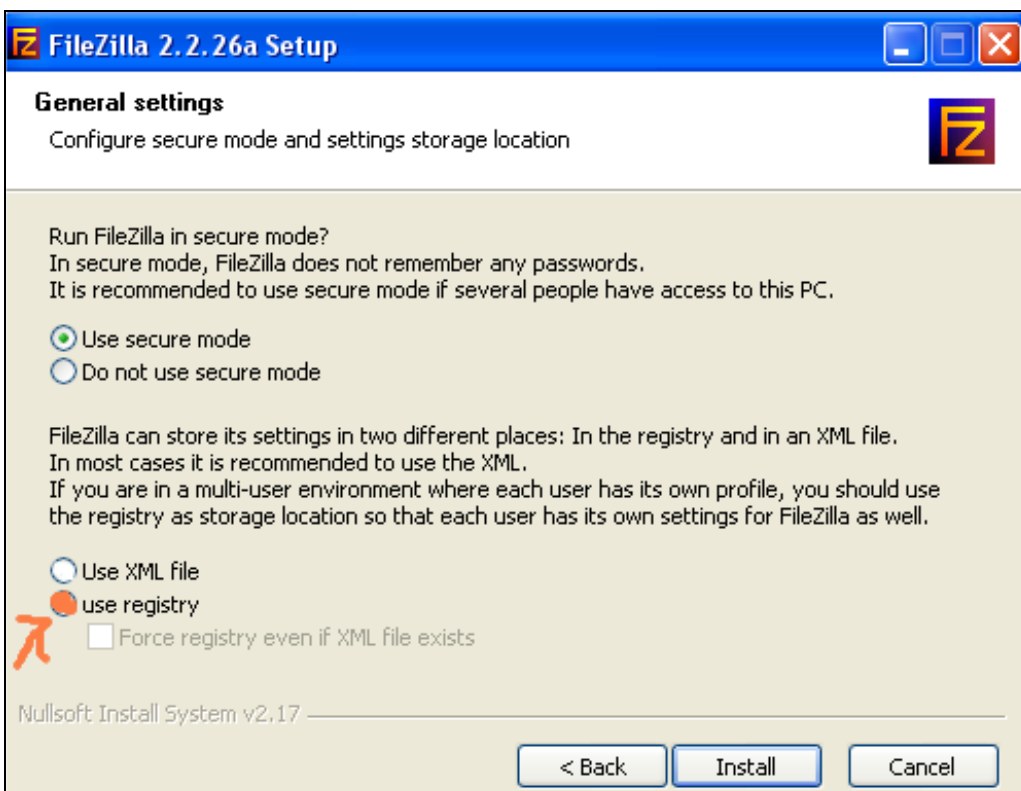 FileZilla 2.2.26a Setup
General settings
Configure secure mode and settings storage location
Run FileZilla in secure mode?
In secure mode, FileZilla does not remember any passwords.
It is recommended to use secure mode if several people have access to this PC.
Use secure mode
Do not use secure mode
FileZilla can store its settings in two different places: In the registry and in an XML file.
In most cases it is recommended to use the XML.
If you are in a multi-user environment where each user has its own profile, you should use
the registry as storage location so that each user has its own settings for FileZilla as well.
Use XML file
use registry
Force registry even if XML file exists
Nullsoft Install System v2.17
< Back Install Cancel